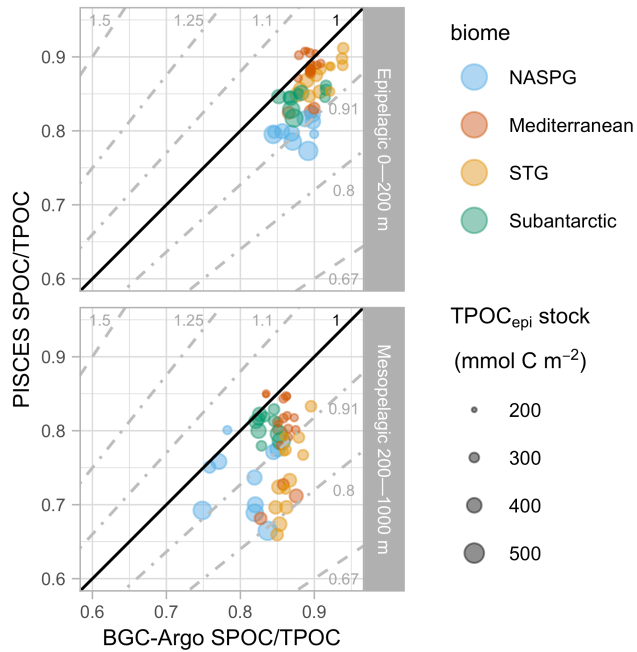 1.5
1.25
1.1
1
0.9
0.91
0.8
0.8
0.7
0.6
0.67
Epipelagic 0—200 m
1.5
1.25
1.1
1
0.9
0.91
0.8
0.8
0.7
0.6
0.67
Mesopelagic 200—1000 m
0.6
0.7
0.8
0.9
BGC-Argo SPOC/TPOC
PISCES SPOC/TPOC
biome
NASPG
Mediterranean
STG
Subantarctic
TPOCepi stock
(mmol C m−2)
200
300
400
500